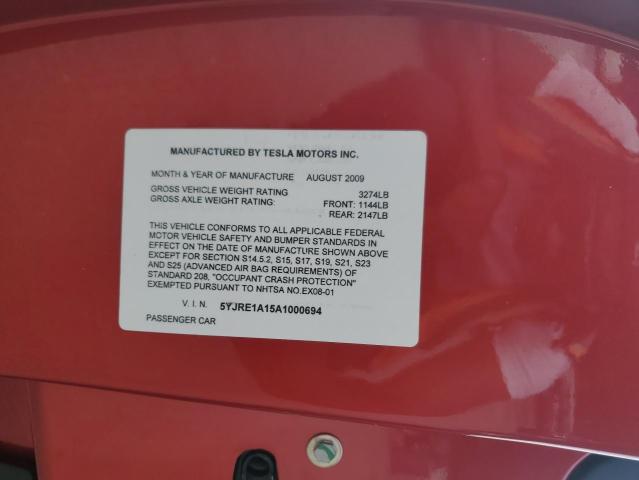 MANUFACTURED BY TESLA MOTORS INC.
MONTH & YEAR OF MANUFACTURE AUGUST 2009
GROSS VEHICLE WEIGHT RATING 3274LB
GROSS AXLE WEIGHT RATING: FRONT: 1144LB
REAR: 2147LB
THIS VEHICLE CONFORMS TO ALL APPLICABLE FEDERAL
MOTOR VEHICLE SAFETY AND BUMPER STANDARDS IN
EFFECT ON THE DATE OF MANUFACTURE SHOWN ABOVE
EXCEPT FOR SECTION S14.5.2, S15, S17, S19, S21, S23
AND S25 (ADVANCED AIR BAG REQUIREMENTS) OF
STANDARD 208, "OCCUPANT CRASH PROTECTION"
EXEMPTED PURSUANT TO NHTSA NO.EX08-01
V. I. N. 5YJRE1A15A1000694
PASSENGER CAR